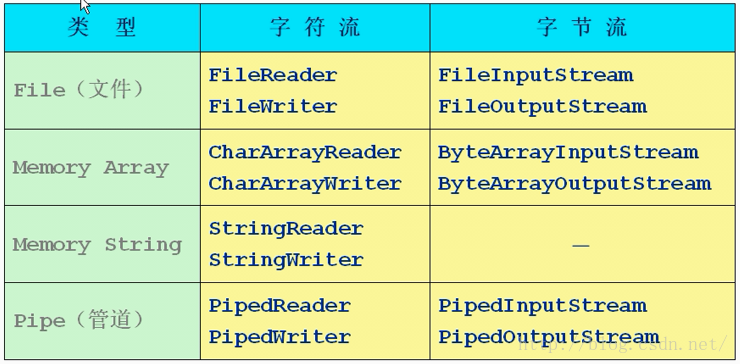 类 型 字 符 流 字 节 流
File（文件） FileReader FileInputStream
FileWriter FileOutputStream
Memory Array CharArrayReader ByteArrayInputStream
CharArrayWriter ByteArrayOutputStream
Memory String StringReader —
StringWriter
Pipe（管道） PipedReader PipedInputStream
PipedWriter PipedOutputStream
http://blog.csdn.net/